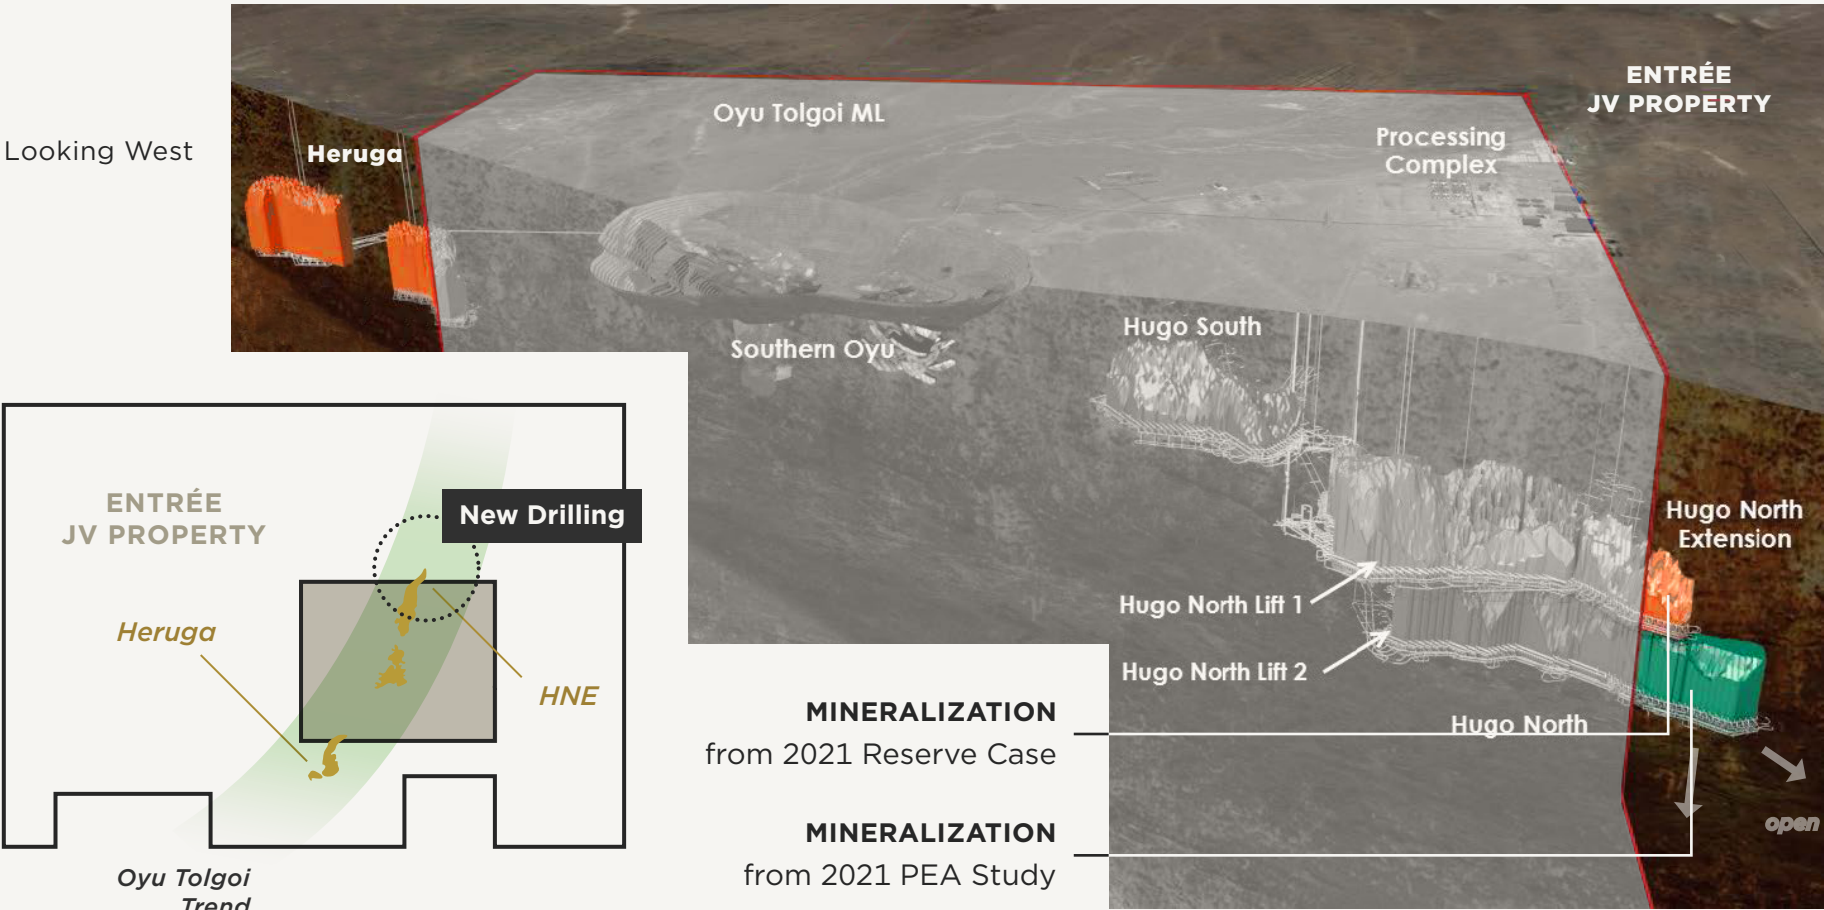 Looking West
Oyu Tolgoi ML
ENTRÉE
JV PROPERTY
Processing
Complex
Heruga
Hugo South
Southern Oyu
Hugo North
Extension
Hugo North Lift 1
Hugo North Lift 2
Hugo North
open
ENTRÉE
JV PROPERTY
New Drilling
Heruga
HNE
Oyu Tolgoi
Trend
MINERALIZATION
from 2021 Reserve Case
MINERALIZATION
from 2021 PEA Study